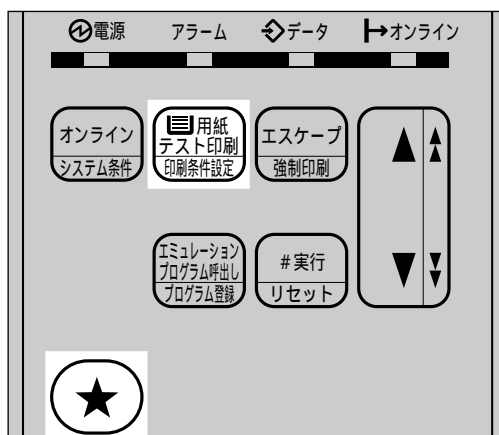 電源 アラーム データ オンライン
オンライン
システム条件
用紙
テスト印刷
印刷条件設定
エスケープ
強制印刷
エミュレーション
プログラム呼出し
プログラム登録
#実行
リセット